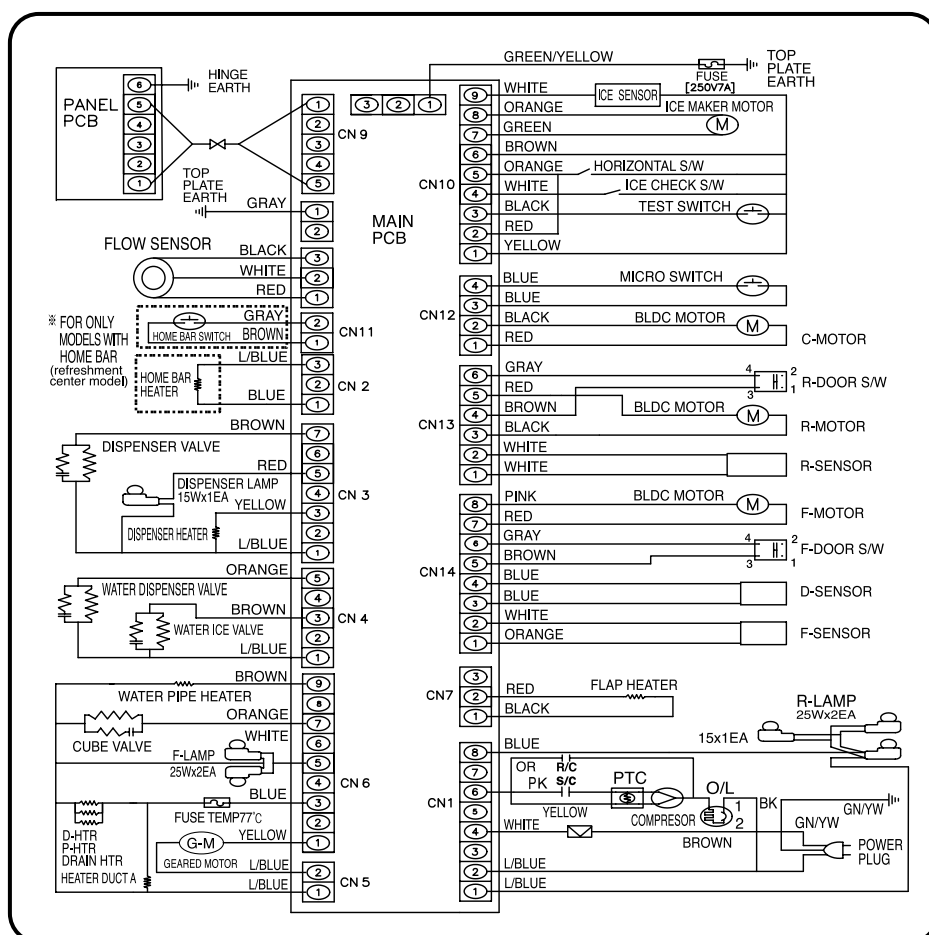 PANEL
PCB
6
5
4
3
2
1
HINGE
EARTH
TOP
PLATE
EARTH
GRAY
1
2
3
4
5
CN 9
3 2 1
GREEN/YELLOW
FUSE
[250V7A]
TOP
PLATE
EARTH
1
2
MAIN
PCB
FLOW SENSOR
BLACK 3
WHITE 2
RED 1
※ FOR ONLY
MODELS WITH
HOME BAR
(refreshment
center model)
GRAY 2
HOME BAR SWITCH BROWN 1
CN11
L/BLUE 3
HOME BAR
HEATER
2
BLUE 1
CN 2
BROWN 7
DISPENSER VALVE
6
RED 5
DISPENSER LAMP
15Wx1EA
4
YELLOW 3
DISPENSER HEATER
2
L/BLUE 1
CN 3
ORANGE 5
WATER DISPENSER VALVE
4
BROWN 3
WATER ICE VALVE
2
L/BLUE 1
CN 4
BROWN 9
WATER PIPE HEATER
8
ORANGE 7
CUBE VALVE
WHITE
6
F-LAMP
25Wx2EA
5
4
BLUE 3
FUSE TEMP77℃
2
YELLOW 1
CN 6
D-HTR
P-HTR
DRAIN HTR
HEATER DUCT A
G-M
GEARED MOTOR
L/BLUE 2
L/BLUE 1
CN 5
CN10
9 WHITE ICE SENSOR
8 ORANGE ICE MAKER MOTOR
7 GREEN M
6 BROWN
5 ORANGE HORIZONTAL S/W
4 WHITE ICE CHECK S/W
3 BLACK TEST SWITCH
2 RED
1 YELLOW
CN12
4 BLUE MICRO SWITCH
3 BLUE
2 BLACK BLDC MOTOR M
1 RED C-MOTOR
CN13
6 GRAY 4 2
5 RED 3 1 R-DOOR S/W
4 BROWN BLDC MOTOR M
3 BLACK R-MOTOR
2 WHITE
1 WHITE R-SENSOR
CN14
8 PINK BLDC MOTOR M
7 RED F-MOTOR
6 GRAY 4 2
F-DOOR S/W
5 BROWN 3 1
4 BLUE
3 BLUE D-SENSOR
2 WHITE
1 ORANGE F-SENSOR
CN7
3
2 RED FLAP HEATER
1 BLACK
R-LAMP
25Wx2EA
15x1EA
CN1
8 BLUE
7 OR R/C
6 PK S/C PTC O/L
5 YELLOW COMPRESOR 1 2 BK
4 WHITE BROWN
3
2 L/BLUE
1 L/BLUE
GN/YW
GN/YW
POWER
PLUG